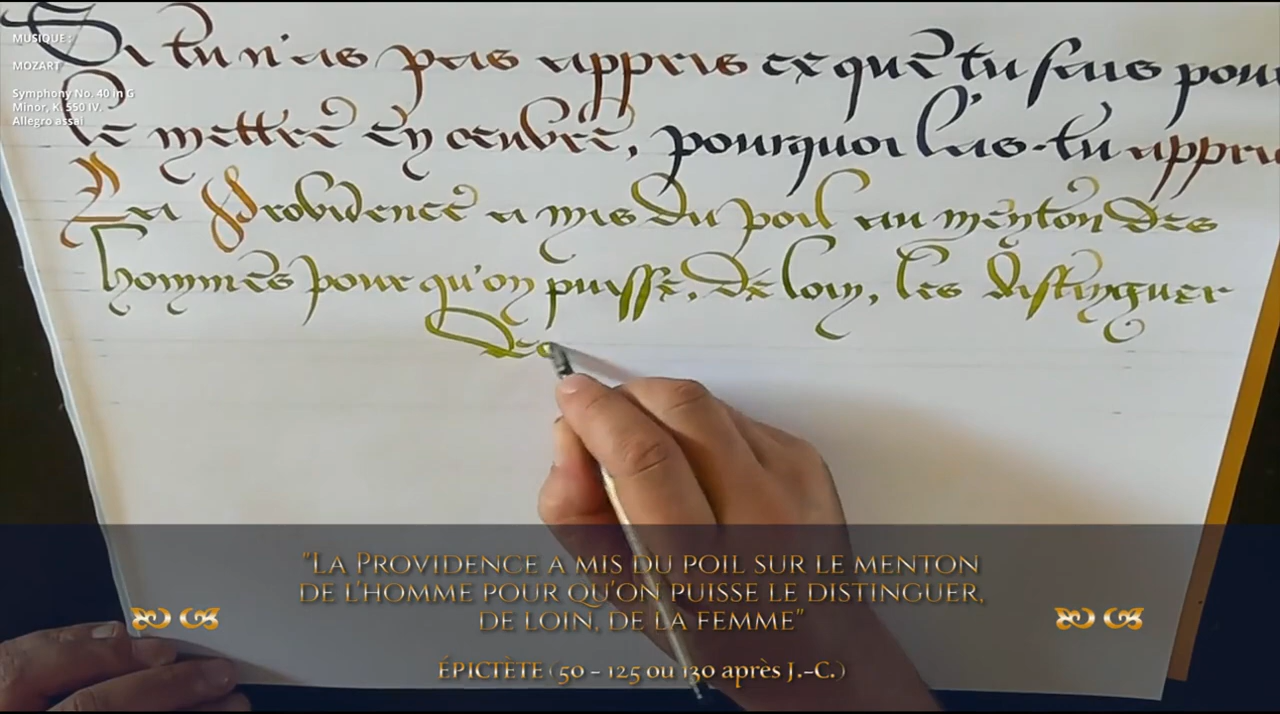 MUSIQUE :
MOZART
Symphony No. 40 in G
Minor, K. 550 IV.
Allegro assai
Si tu n'as pas appris ce que tu sais pour
le mettre en oeuvre, pourquoi l'as-tu appris
La Providence a mis du poil au menton des
hommes pour qu'on puisse, de loin, les distinguer
de
"La Providence a mis du poil sur le menton
de l'homme pour qu'on puisse le distinguer,
de loin, de la femme"
ÉPICTÈTE (50 – 125 ou 130 après J.-C.)